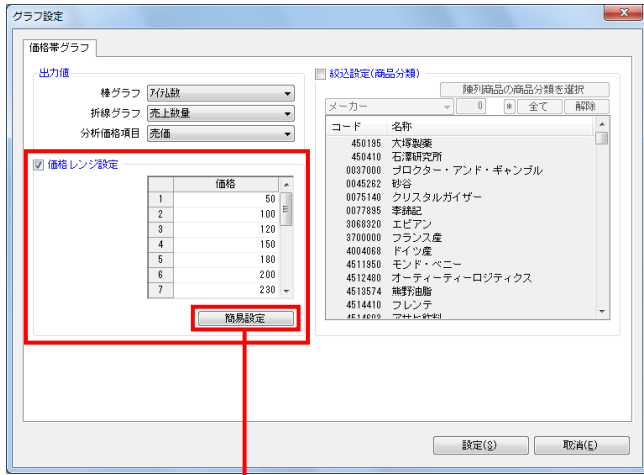 グラフ設定
価格帯グラフ
出力値
棒グラフ ｱｲﾃﾑ数
折線グラフ 売上数量
分析価格項目 売価
価格レンジ設定
価格
1 50
2 100
3 120
4 150
5 180
6 200
7 230
簡易設定
絞込設定(商品分類)
陳列商品の商品分類を選択
メーカー 0 * 全て 解除
コード 名称
450195 大塚製薬
450410 石澤研究所
0037000 プロクター・アンド・ギャンブル
0045262 砂谷
0075140 クリスタルガイザー
0077895 李錦記
3068320 エビアン
3700000 フランス産
4004068 ドイツ産
4511950 モンド・ベニー
4512480 オーティーティーロジティクス
4513574 熊野油脂
4514410 フレンテ
4514603 アサヒ飲料
設定(S) 取消(E)